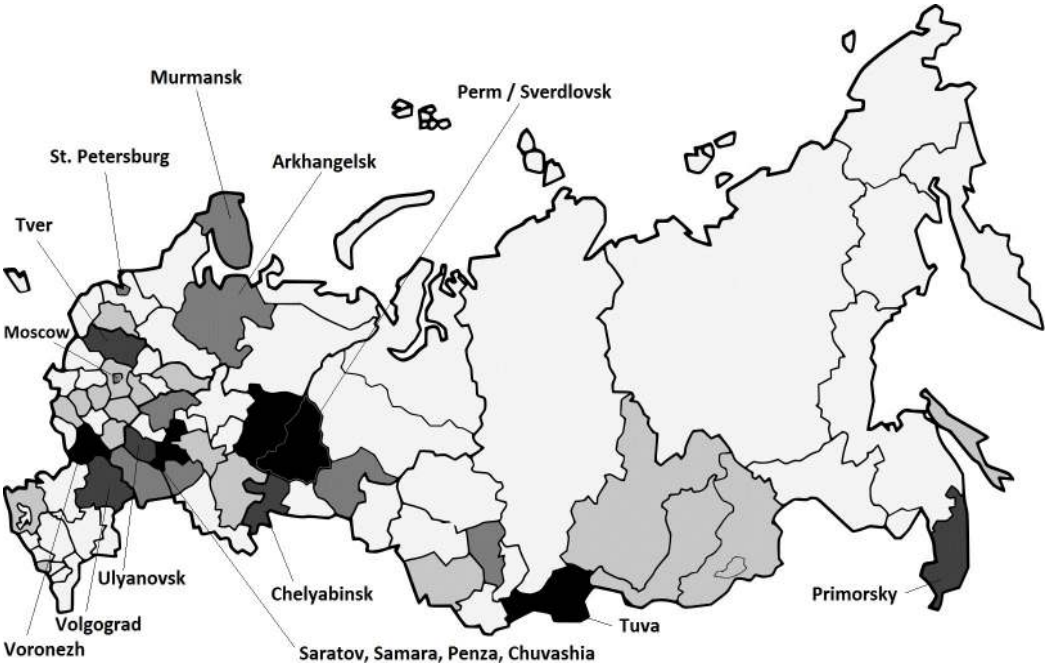 Murmansk
Perm / Sverdlovsk
St. Petersburg
Arkhangelsk
Tver
Moscow
Ulyanovsk
Chelyabinsk
Primorsky
Volgograd
Tuva
Voronezh
Saratov, Samara, Penza, Chuvashia